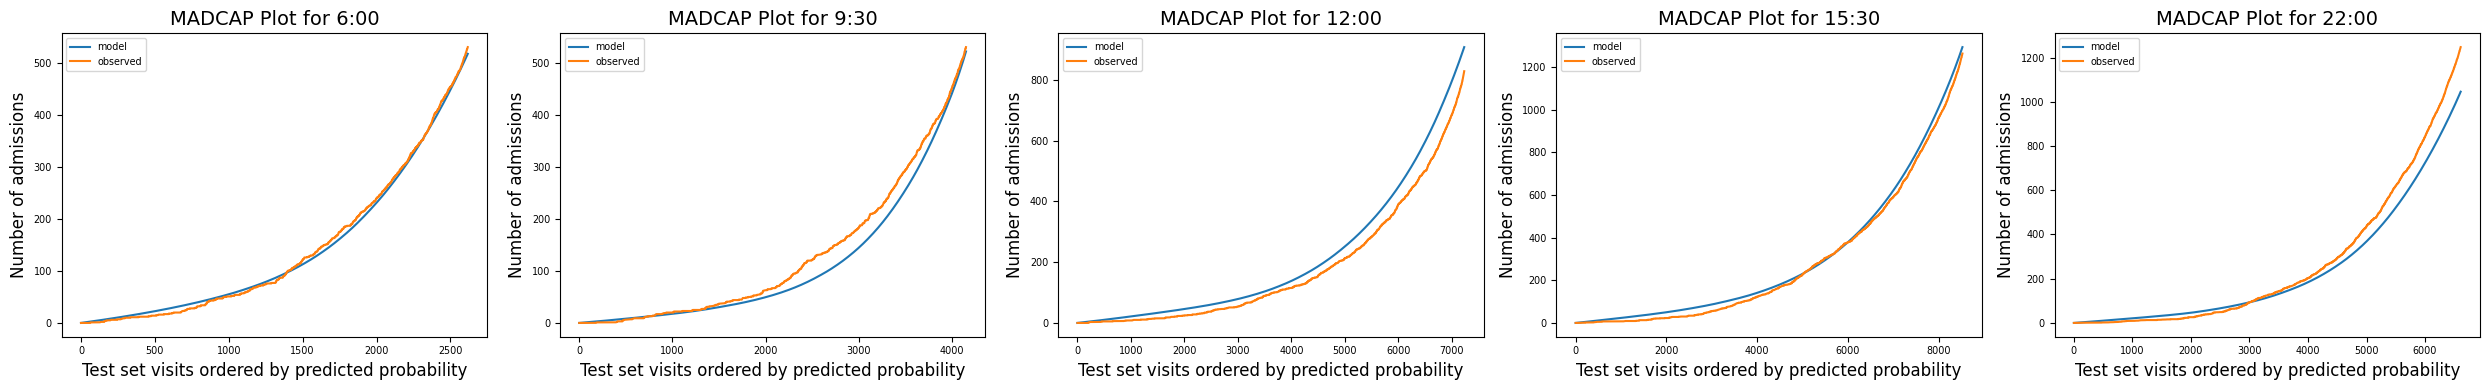 MADCAP Plot for 6:00
model
observed
500
400
300
200
100
0
Number of admissions
0 500 1000 1500 2000 2500
Test set visits ordered by predicted probability
MADCAP Plot for 9:30
model
observed
500
400
300
200
100
0
Number of admissions
0 1000 2000 3000 4000
Test set visits ordered by predicted probability
MADCAP Plot for 12:00
model
observed
800
600
400
200
0
Number of admissions
0 1000 2000 3000 4000 5000 6000 7000
Test set visits ordered by predicted probability
MADCAP Plot for 15:30
model
observed
1200
1000
800
600
400
200
0
Number of admissions
0 2000 4000 6000 8000
Test set visits ordered by predicted probability
MADCAP Plot for 22:00
model
observed
1200
1000
800
600
400
200
0
Number of admissions
0 1000 2000 3000 4000 5000 6000
Test set visits ordered by predicted probability